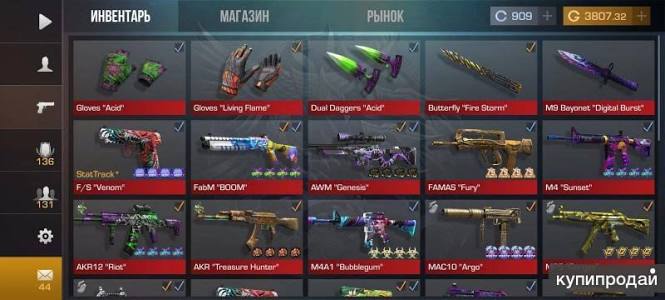 ИНВЕНТАРЬ МАГАЗИН РЫНОК 909 + 3807.32 +
Gloves "Acid" Gloves "Living Flame" Dual Daggers "Acid" Butterfly "Fire Storm" M9 Bayonet "Digital Burst"
136
StatTrack
F/S "Venom" FabM "BOOM" AWM "Genesis" FAMAS "Fury" M4 "Sunset"
131
AKR12 "Riot" AKR "Treasure Hunter" M4A1 "Bubblegum" MAC10 "Argo"
44
купипродай